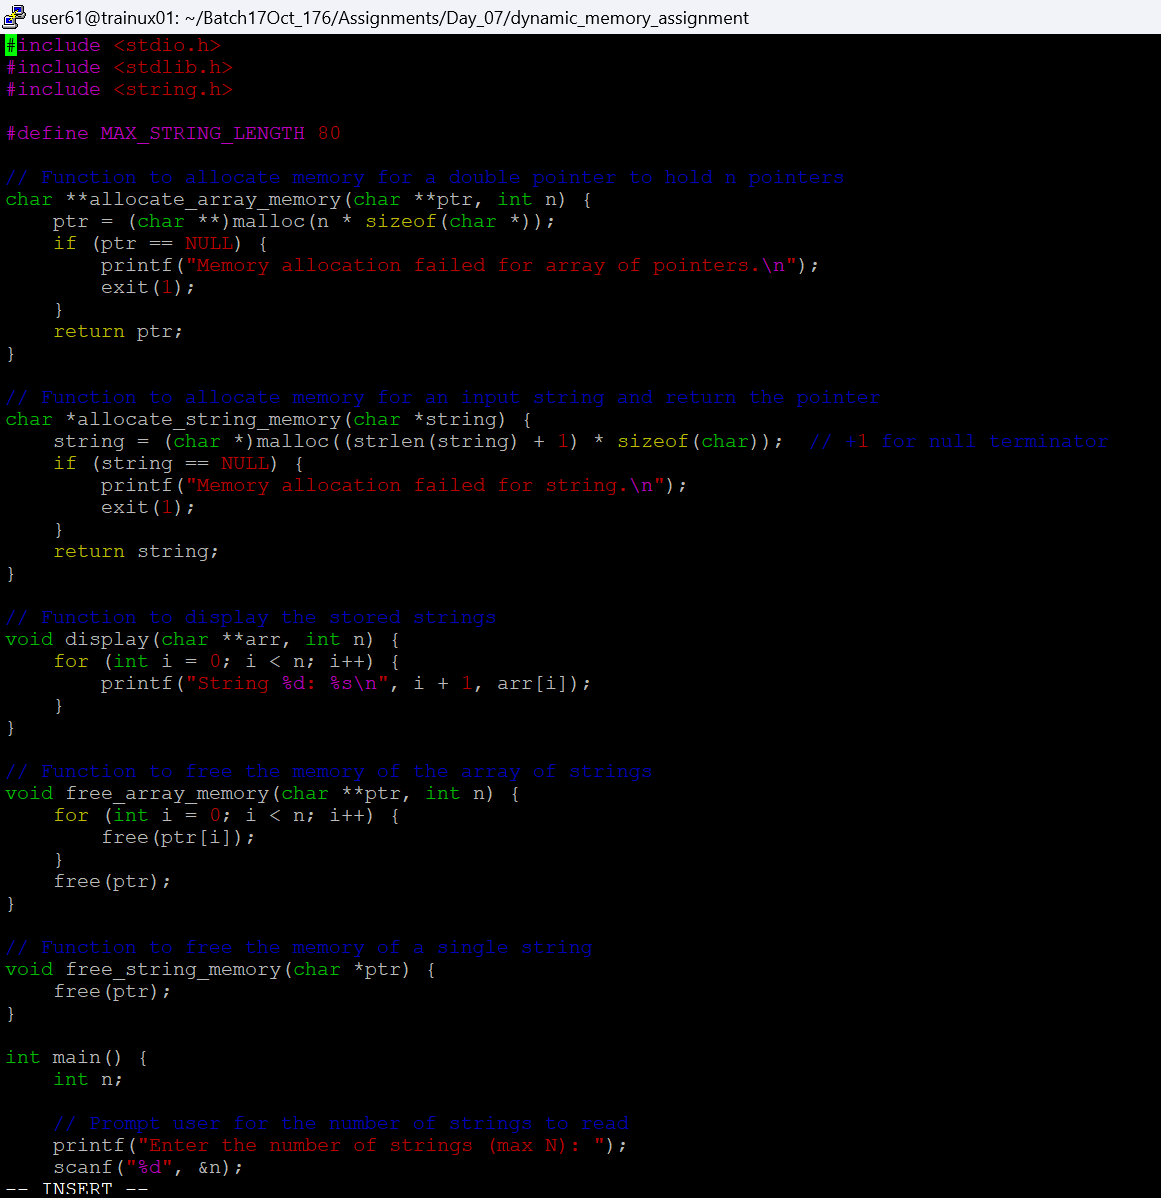 user61@trainux01: ~/Batch17Oct_176/Assignments/Day_07/dynamic_memory_assignment
#include <stdio.h>
#include <stdlib.h>
#include <string.h>

#define MAX_STRING_LENGTH 80

// Function to allocate memory for a double pointer to hold n pointers
char **allocate_array_memory(char **ptr, int n) {
    ptr = (char **)malloc(n * sizeof(char *));
    if (ptr == NULL) {
        printf("Memory allocation failed for array of pointers.\n");
        exit(1);
    }
    return ptr;
}

// Function to allocate memory for an input string and return the pointer
char *allocate_string_memory(char *string) {
    string = (char *)malloc((strlen(string) + 1) * sizeof(char));  // +1 for null terminator
    if (string == NULL) {
        printf("Memory allocation failed for string.\n");
        exit(1);
    }
    return string;
}

// Function to display the stored strings
void display(char **arr, int n) {
    for (int i = 0; i < n; i++) {
        printf("String %d: %s\n", i + 1, arr[i]);
    }
}

// Function to free the memory of the array of strings
void free_array_memory(char **ptr, int n) {
    for (int i = 0; i < n; i++) {
        free(ptr[i]);
    }
    free(ptr);
}

// Function to free the memory of a single string
void free_string_memory(char *ptr) {
    free(ptr);
}

int main() {
    int n;

    // Prompt user for the number of strings to read
    printf("Enter the number of strings (max N): ");
    scanf("%d", &n);
-- INSERT --